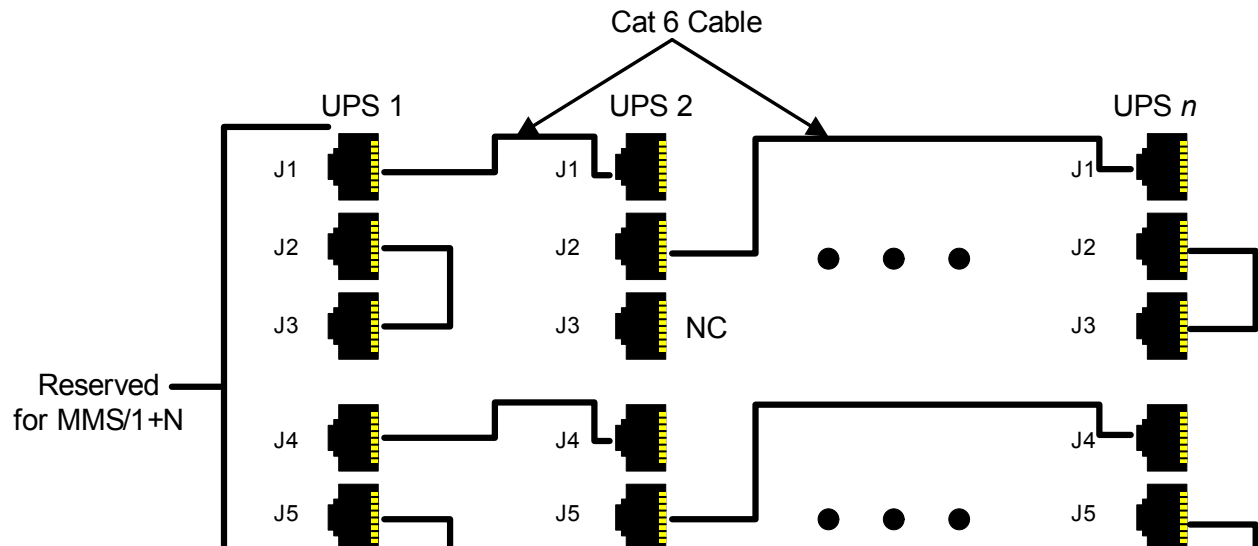 Cat 6 Cable
UPS 1
UPS 2
UPS n
J1
J1
J1
J2
J2
J2
J3
J3
NC
J3
Reserved
for MMS/1+N
J4
J4
J4
J5
J5
J5